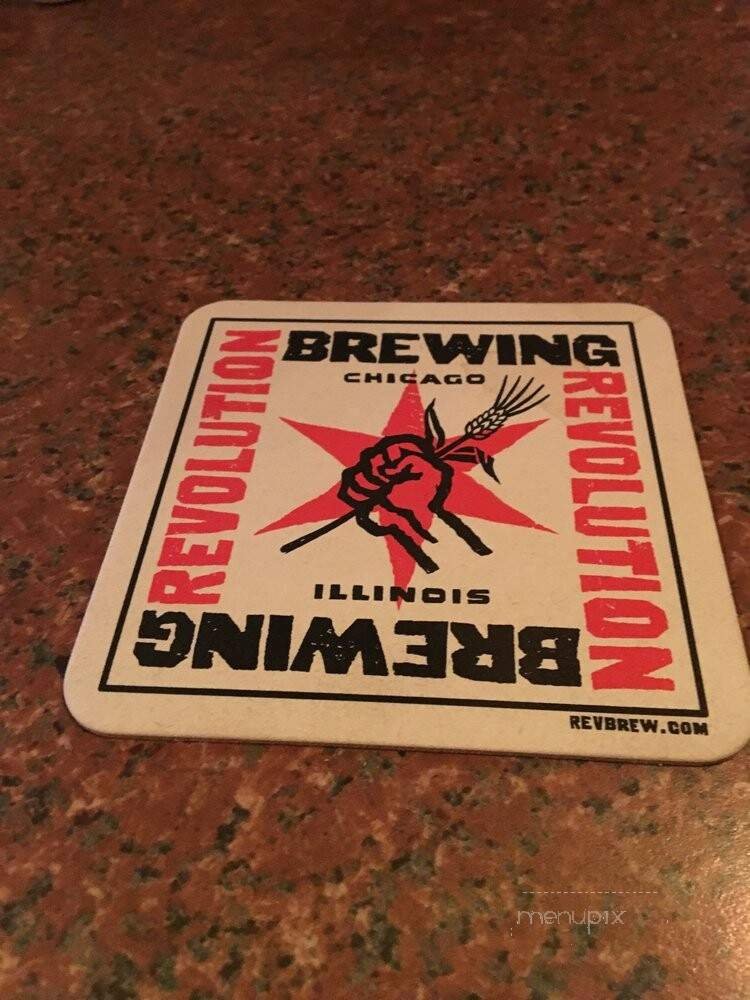 BREWING
CHICAGO
REVOLUTION
REVOLUTION
ILLINOIS
BREWING
REVBREW.COM
menupix